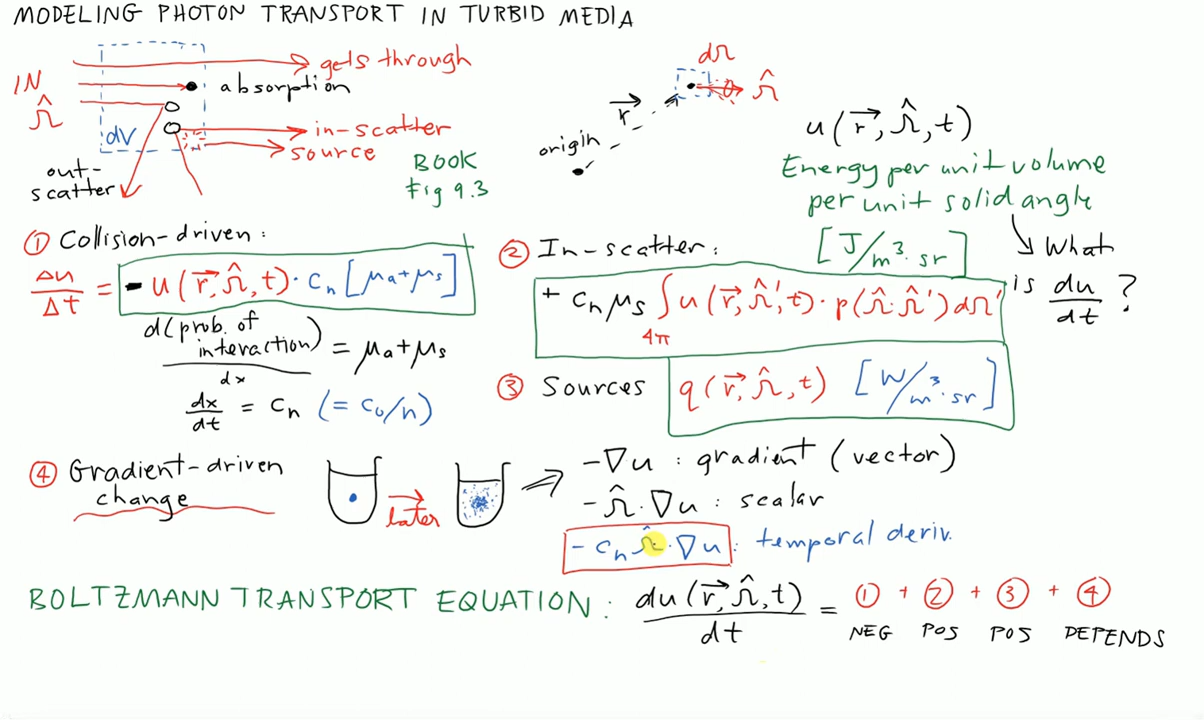 MODELING PHOTON TRANSPORT IN TURBID MEDIA
IN
Ω̂
gets through
absorption
dV
in-scatter
source
out-
scatter
BOOK
Fig 9.3
origin
r⃗
dΩ
Ω̂
u(r⃗, Ω̂, t)
Energy per unit volume
per unit solid angle
[J/m³·sr]
What
is du/dt ?
① Collision-driven:
Δu/Δt = - u(r⃗, Ω̂, t) · cn [μa+μs]
d(prob. of interaction)/dx = μa+μs
dx/dt = cn (= c₀/n)
② In-scatter:
+ cn μs ∫4π u(r⃗, Ω̂', t) · p(Ω̂·Ω̂') dΩ'
③ Sources q(r⃗, Ω̂, t) [W/m³·sr]
④ Gradient-driven
change
later
-∇u : gradient (vector)
-Ω̂·∇u : scalar
- cn Ω̂·∇u : temporal deriv.
BOLTZMANN TRANSPORT EQUATION: du(r⃗, Ω̂, t)/dt = ① + ② + ③ + ④
NEG POS POS DEPENDS